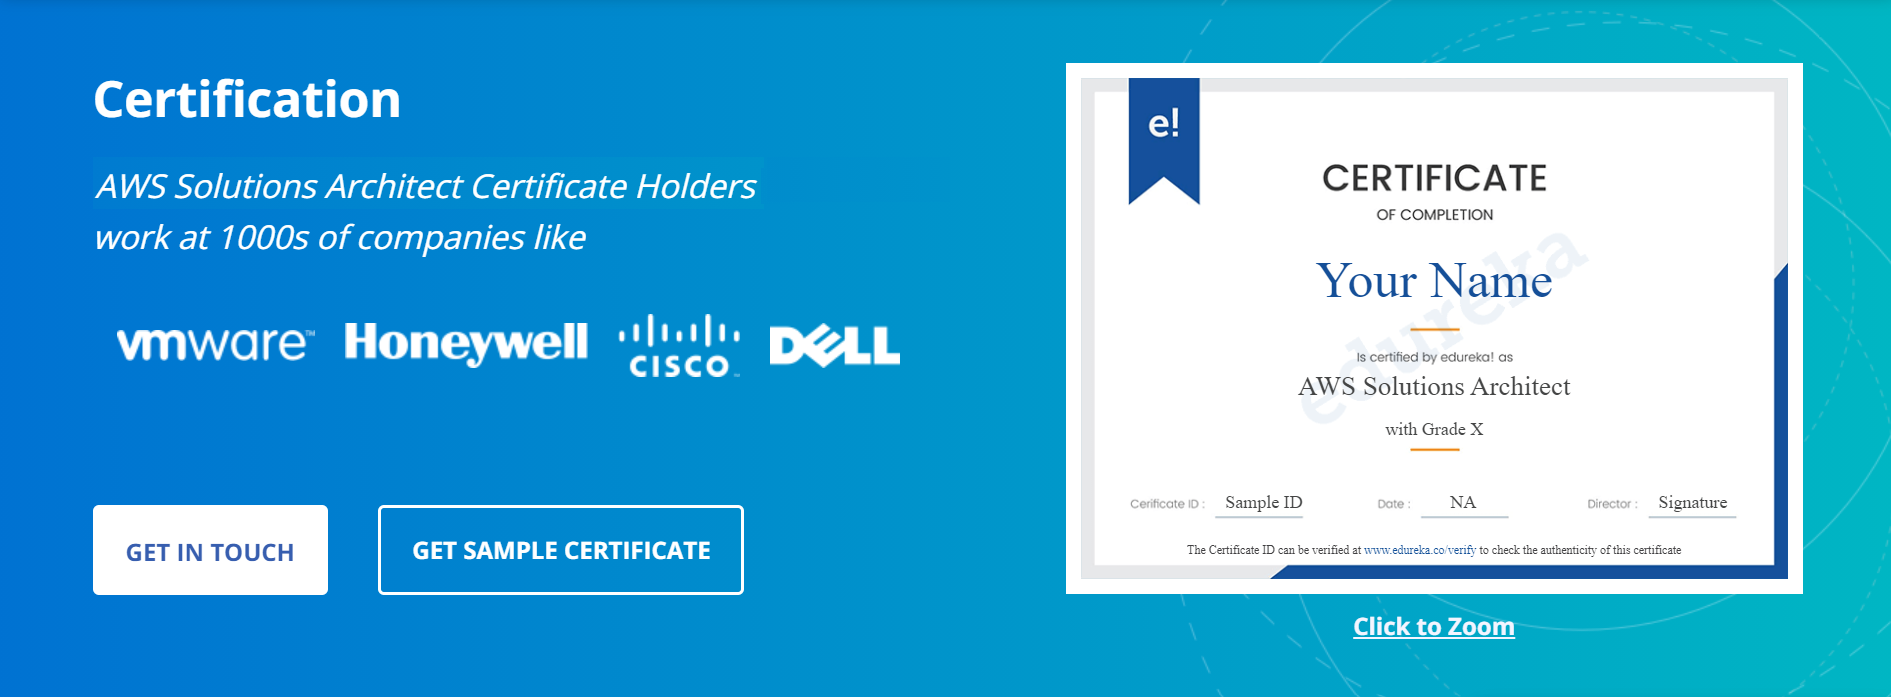 Certification
AWS Solutions Architect Certificate Holders
work at 1000s of companies like
vmware™
Honeywell
CISCO™
DELL
GET IN TOUCH
GET SAMPLE CERTIFICATE
e!
CERTIFICATE
OF COMPLETION
Your Name
edureka
Is certified by edureka! as
AWS Solutions Architect
with Grade X
Cerificate ID : Sample ID
Date : NA
Director : Signature
The Certificate ID can be verified at www.edureka.co/verify to check the authenticity of this certificate
Click to Zoom